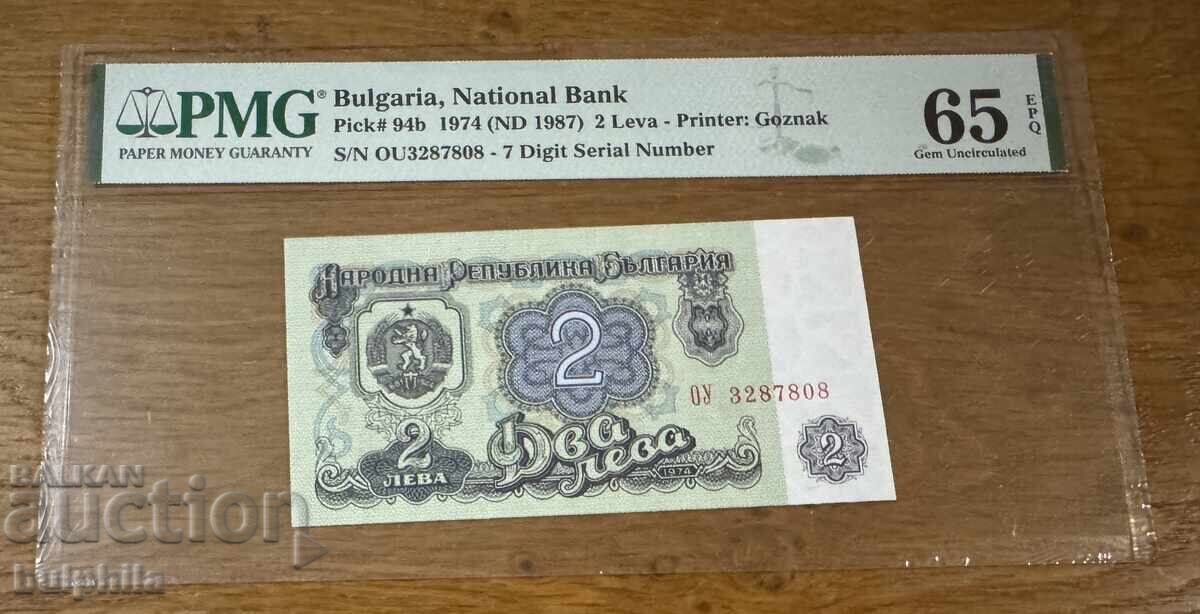 PMG®
PAPER MONEY GUARANTY
Bulgaria, National Bank
Pick# 94b 1974 (ND 1987) 2 Leva - Printer: Goznak
S/N OU3287808 - 7 Digit Serial Number
65
EPQ
Gem Uncirculated
Народна Република България
2
ОУ 3287808
2
ЛЕВА
Два
лева
1974
2
BALKAN
auction
bulphila